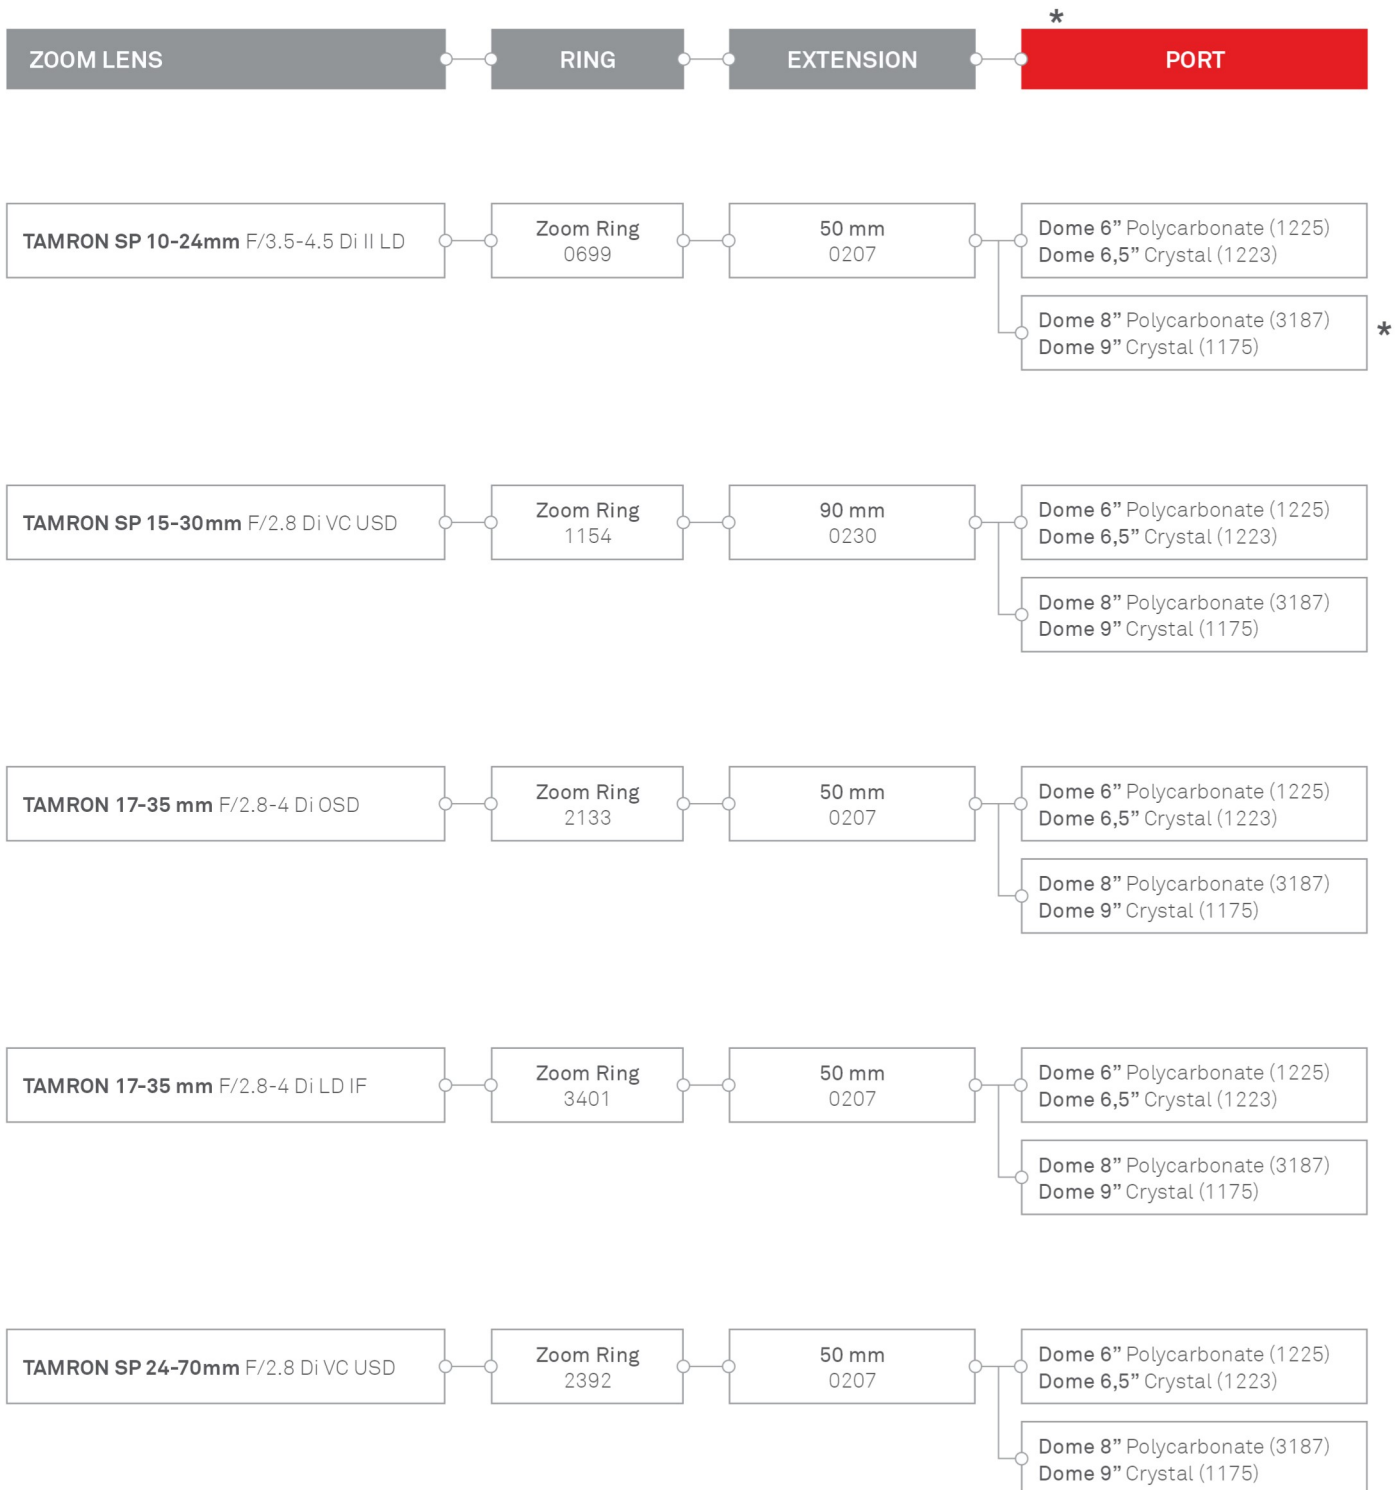 *
ZOOM LENS RING EXTENSION PORT
TAMRON SP 10-24mm F/3.5-4.5 Di II LD
Zoom Ring
0699
50 mm
0207
Dome 6” Polycarbonate (1225)
Dome 6,5” Crystal (1223)
Dome 8” Polycarbonate (3187)
Dome 9” Crystal (1175)
*
TAMRON SP 15-30mm F/2.8 Di VC USD
Zoom Ring
1154
90 mm
0230
Dome 6” Polycarbonate (1225)
Dome 6,5” Crystal (1223)
Dome 8” Polycarbonate (3187)
Dome 9” Crystal (1175)
TAMRON 17-35 mm F/2.8-4 Di OSD
Zoom Ring
2133
50 mm
0207
Dome 6” Polycarbonate (1225)
Dome 6,5” Crystal (1223)
Dome 8” Polycarbonate (3187)
Dome 9” Crystal (1175)
TAMRON 17-35 mm F/2.8-4 Di LD IF
Zoom Ring
3401
50 mm
0207
Dome 6” Polycarbonate (1225)
Dome 6,5” Crystal (1223)
Dome 8” Polycarbonate (3187)
Dome 9” Crystal (1175)
TAMRON SP 24-70mm F/2.8 Di VC USD
Zoom Ring
2392
50 mm
0207
Dome 6” Polycarbonate (1225)
Dome 6,5” Crystal (1223)
Dome 8” Polycarbonate (3187)
Dome 9” Crystal (1175)